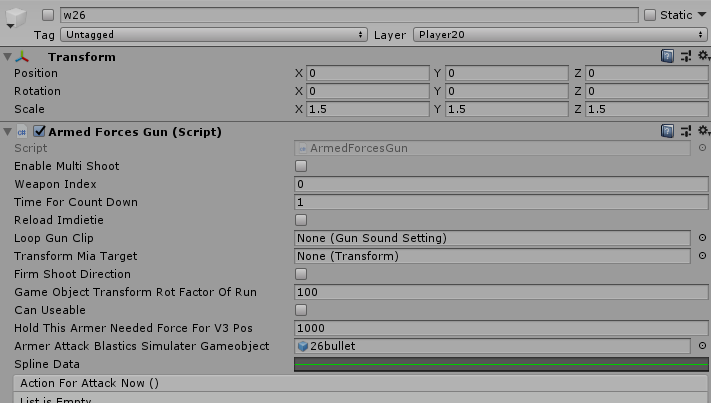 w26 Static
Tag Untagged Layer Player20
Transform
Position X 0 Y 0 Z 0
Rotation X 0 Y 0 Z 0
Scale X 1.5 Y 1.5 Z 1.5
Armed Forces Gun (Script)
Script ArmedForcesGun
Enable Multi Shoot
Weapon Index 0
Time For Count Down 1
Reload Imdietie
Loop Gun Clip None (Gun Sound Setting)
Transform Mia Target None (Transform)
Firm Shoot Direction
Game Object Transform Rot Factor Of Run 100
Can Useable
Hold This Armer Needed Force For V3 Pos 1000
Armer Attack Blastics Simulater Gameobject 26bullet
Spline Data
Action For Attack Now ()
List is Empty